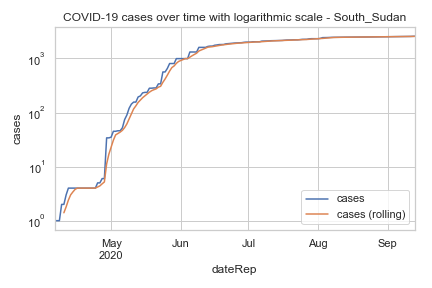 COVID-19 cases over time with logarithmic scale - South_Sudan
cases
10³
10²
10¹
10⁰
May
2020
Jun
Jul
Aug
Sep
dateRep
cases
cases (rolling)